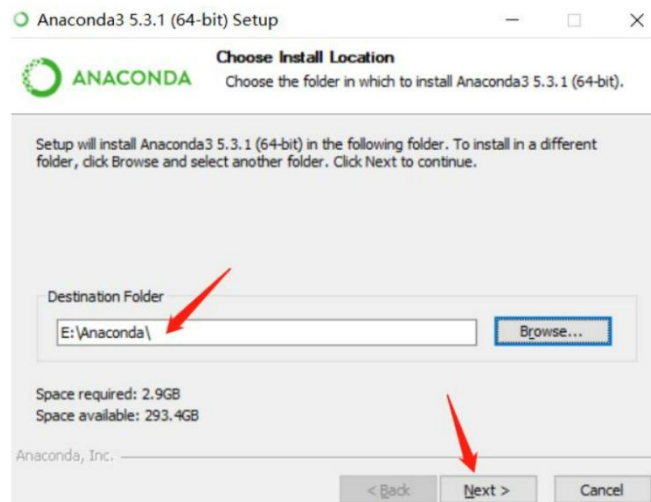 Anaconda3 5.3.1 (64-bit) Setup
ANACONDA
Choose Install Location
Choose the folder in which to install Anaconda3 5.3.1 (64-bit).
Setup will install Anaconda3 5.3.1 (64-bit) in the following folder. To install in a different
folder, click Browse and select another folder. Click Next to continue.
Destination Folder
E:\Anaconda\
Browse...
Space required: 2.9GB
Space available: 293.4GB
Anaconda, Inc.
< Back
Next >
Cancel